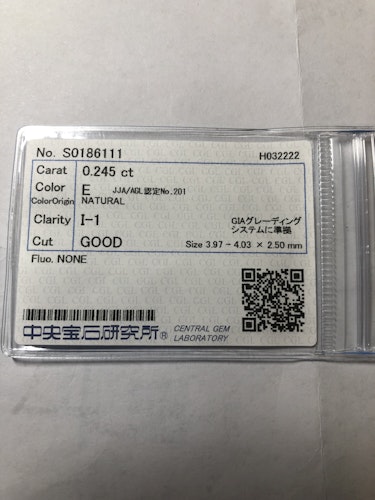 No. S0186111 H032222
Carat 0.245 ct
Color E JJA/AGL認定No.201
ColorOrigin NATURAL
Clarity I-1 GIAグレーディング
システムに準拠
Cut GOOD Size 3.97 - 4.03 × 2.50 mm
Fluo. NONE
中央宝石研究所® CENTRAL GEM
LABORATORY